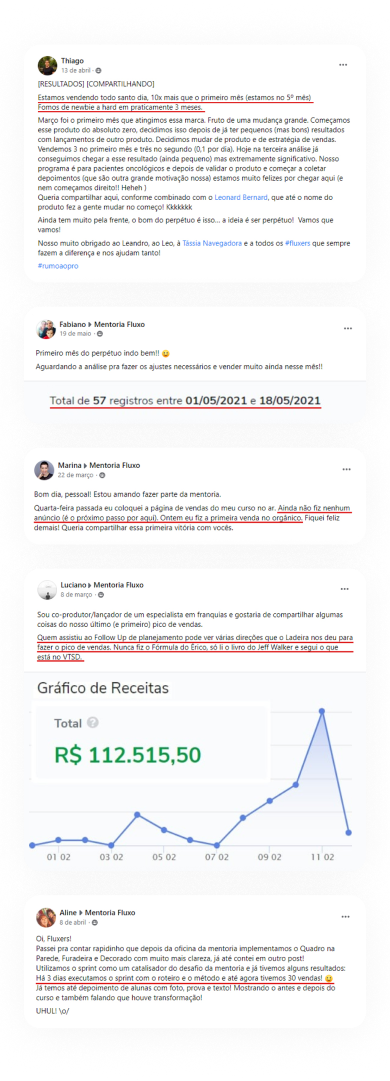 Thiago
13 de abril ·
[RESULTADOS] [COMPARTILHANDO]
Estamos vendendo todo santo dia, 10x mais que o primeiro mês (estamos no 5º mês)
Fomos de newbie a hard em praticamente 3 meses.
Março foi o primeiro mês que atingimos essa marca. Fruto de uma mudança grande. Começamos
esse produto do absoluto zero, decidimos isso depois de já ter pequenos (mas bons) resultados
com lançamentos de outro produto. Decidimos mudar de produto e de estratégia de vendas.
Vendemos 3 no primeiro mês e três no segundo (0,1 por dia). Hoje na terceira análise já
conseguimos chegar a esse resultado (ainda pequeno) mas extremamente significativo. Nosso
programa é para pacientes oncológicos e depois de validar o produto e começar a coletar
depoimentos (que são outra grande motivação nossa) estamos muito felizes por chegar aqui (e
nem começamos direito!! Heheh )
Queria compartilhar aqui, conforme combinado com o Leonard Bernard, que até o nome do
produto fez a gente mudar no começo! Kkkkkkk
Ainda tem muito pela frente, o bom do perpétuo é isso... a ideia é ser perpétuo! Vamos que
vamos!
Nosso muito obrigado ao Leandro, ao Leo, à Tássia Navegadora e a todos os #fluxers que sempre
fazem a diferença e nos ajudam tanto!
#rumoaopro
Fabiano ▸ Mentoria Fluxo
19 de maio ·
Primeiro mês do perpétuo indo bem!! 😉
Aguardando a análise pra fazer os ajustes necessários e vender muito ainda nesse mês!!
Total de 57 registros entre 01/05/2021 e 18/05/2021
Marina ▸ Mentoria Fluxo
22 de março ·
Bom dia, pessoal! Estou amando fazer parte da mentoria.
Quarta-feira passada eu coloquei a página de vendas do meu curso no ar. Ainda não fiz nenhum
anúncio (é o próximo passo por aqui). Ontem eu fiz a primeira venda no orgânico. Fiquei feliz
demais! Queria compartilhar essa primeira vitória com vocês.
Luciano ▸ Mentoria Fluxo
8 de março ·
Sou co-produtor/lançador de um especialista em franquias e gostaria de compartilhar algumas
coisas do nosso último (e primeiro) pico de vendas.
Quem assistiu ao Follow Up de planejamento pode ver várias direções que o Ladeira nos deu para
fazer o pico de vendas. Nunca fiz o Fórmula do Erico, só li o livro do Jeff Walker e segui o que
está no VTSD.
Gráfico de Receitas
Total ?
R$ 112.515,50
01 02 03 02 05 02 07 02 09 02 11 02
Aline ▸ Mentoria Fluxo
8 de abril ·
Oi, Fluxers!
Passei pra contar rapidinho que depois da oficina da mentoria implementamos o Quadro na
Parede, Furadeira e Decorado com muito mais clareza, já até contei em outro post!
Utilizamos o sprint como um catalisador do desafio da mentoria e já tivemos alguns resultados:
Há 3 dias executamos o sprint com o roteiro e o método e até agora tivemos 30 vendas! 😉
Já temos até depoimento de alunas com foto, prova e texto! Mostrando o antes e depois do
curso e também falando que houve transformação!
UHUL! \o/